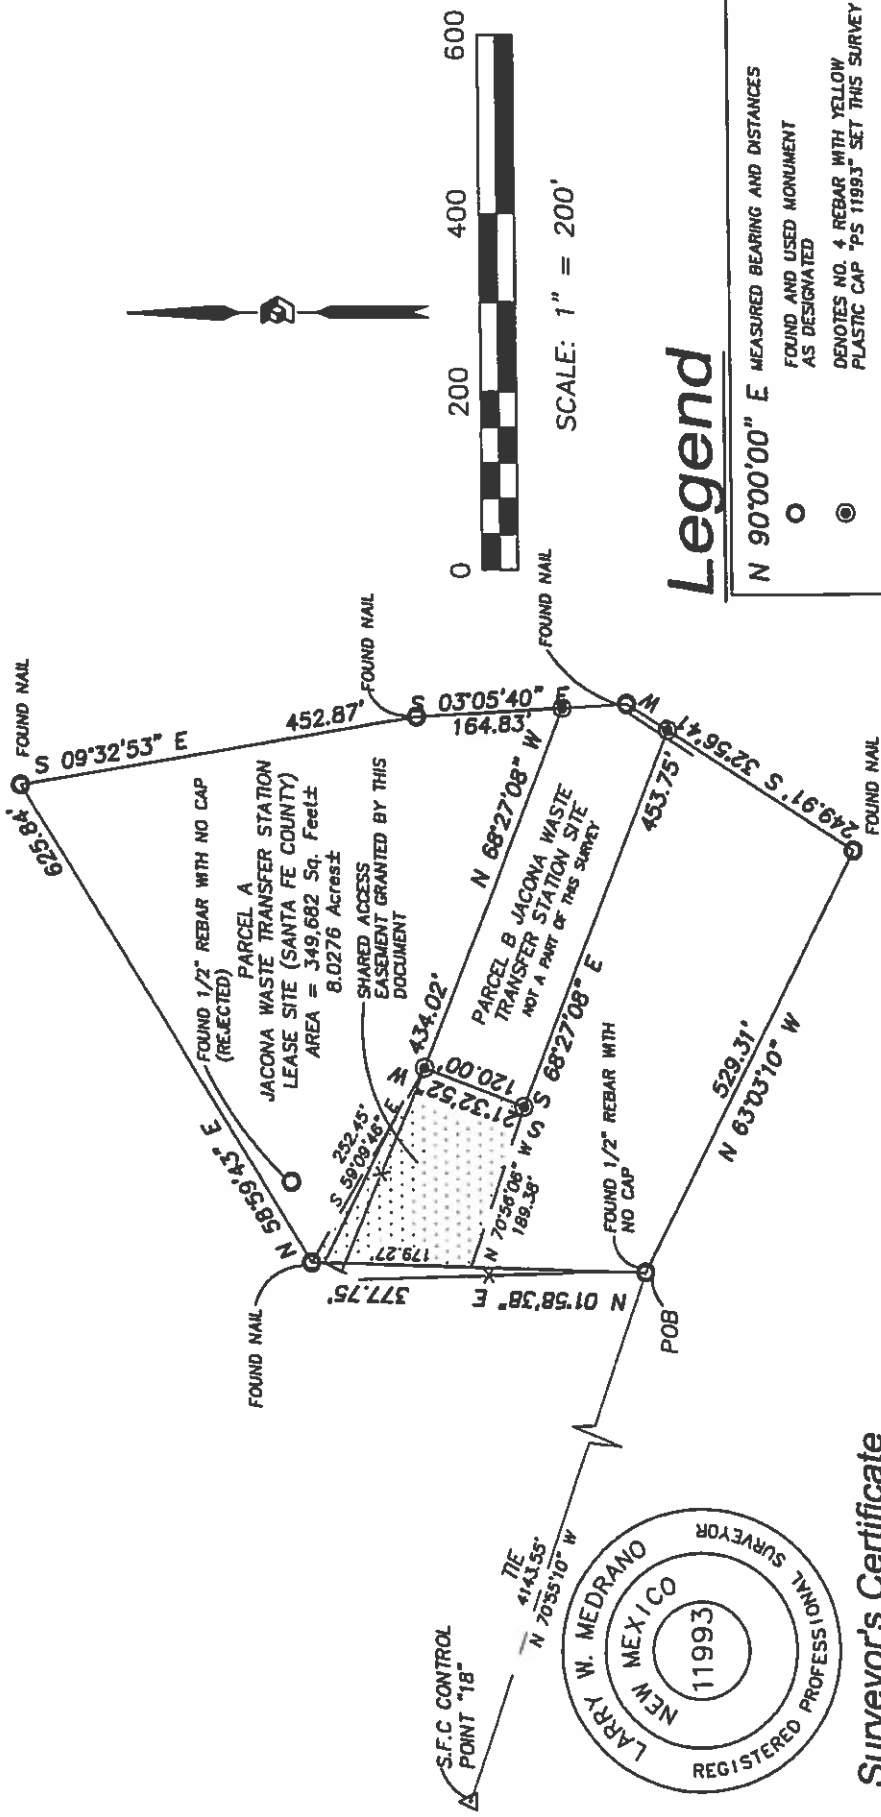 FOUND NAIL
N 58°59'43" E
625.84'
FOUND NAIL
S 09°32'53" E
452.87'
FOUND NAIL
S 03°05'40" E
164.83'
FOUND NAIL
FOUND 1/2" REBAR WITH NO CAP
(REJECTED)
PARCEL A
JACONA WASTE TRANSFER STATION
LEASE SITE (SANTA FE COUNTY)
AREA = 349,682 Sq. Feet±
8.0276 Acres±
SHARED ACCESS
EASEMENT GRANTED BY THIS
DOCUMENT
252.45'
S 59°09'46" E
N 68°27'08" W
434.02'
PARCEL B JACONA WASTE
TRANSFER STATION SITE
NOT A PART OF THIS SURVEY
120.00'
S 21°32'52" W
S 68°27'08" E
453.75'
N 70°56'06" W
189.38'
179.27'
377.75'
N 01°58'38" E
S 32°56'41" W
249.91'
FOUND NAIL
529.31'
N 63°03'10" W
FOUND 1/2" REBAR WITH
NO CAP
POB
TIE
4143.55'
N 70°55'10" W
S.F.C CONTROL
POINT "18"
LARRY W. MEDRANO
NEW MEXICO
11993
REGISTERED PROFESSIONAL SURVEYOR
Surveyor's Certificate
0 200 400 600
SCALE: 1" = 200'
Legend
N 90°00'00" E MEASURED BEARING AND DISTANCES
FOUND AND USED MONUMENT
AS DESIGNATED
DENOTES NO. 4 REBAR WITH YELLOW
PLASTIC CAP "PS 11993" SET THIS SURVEY